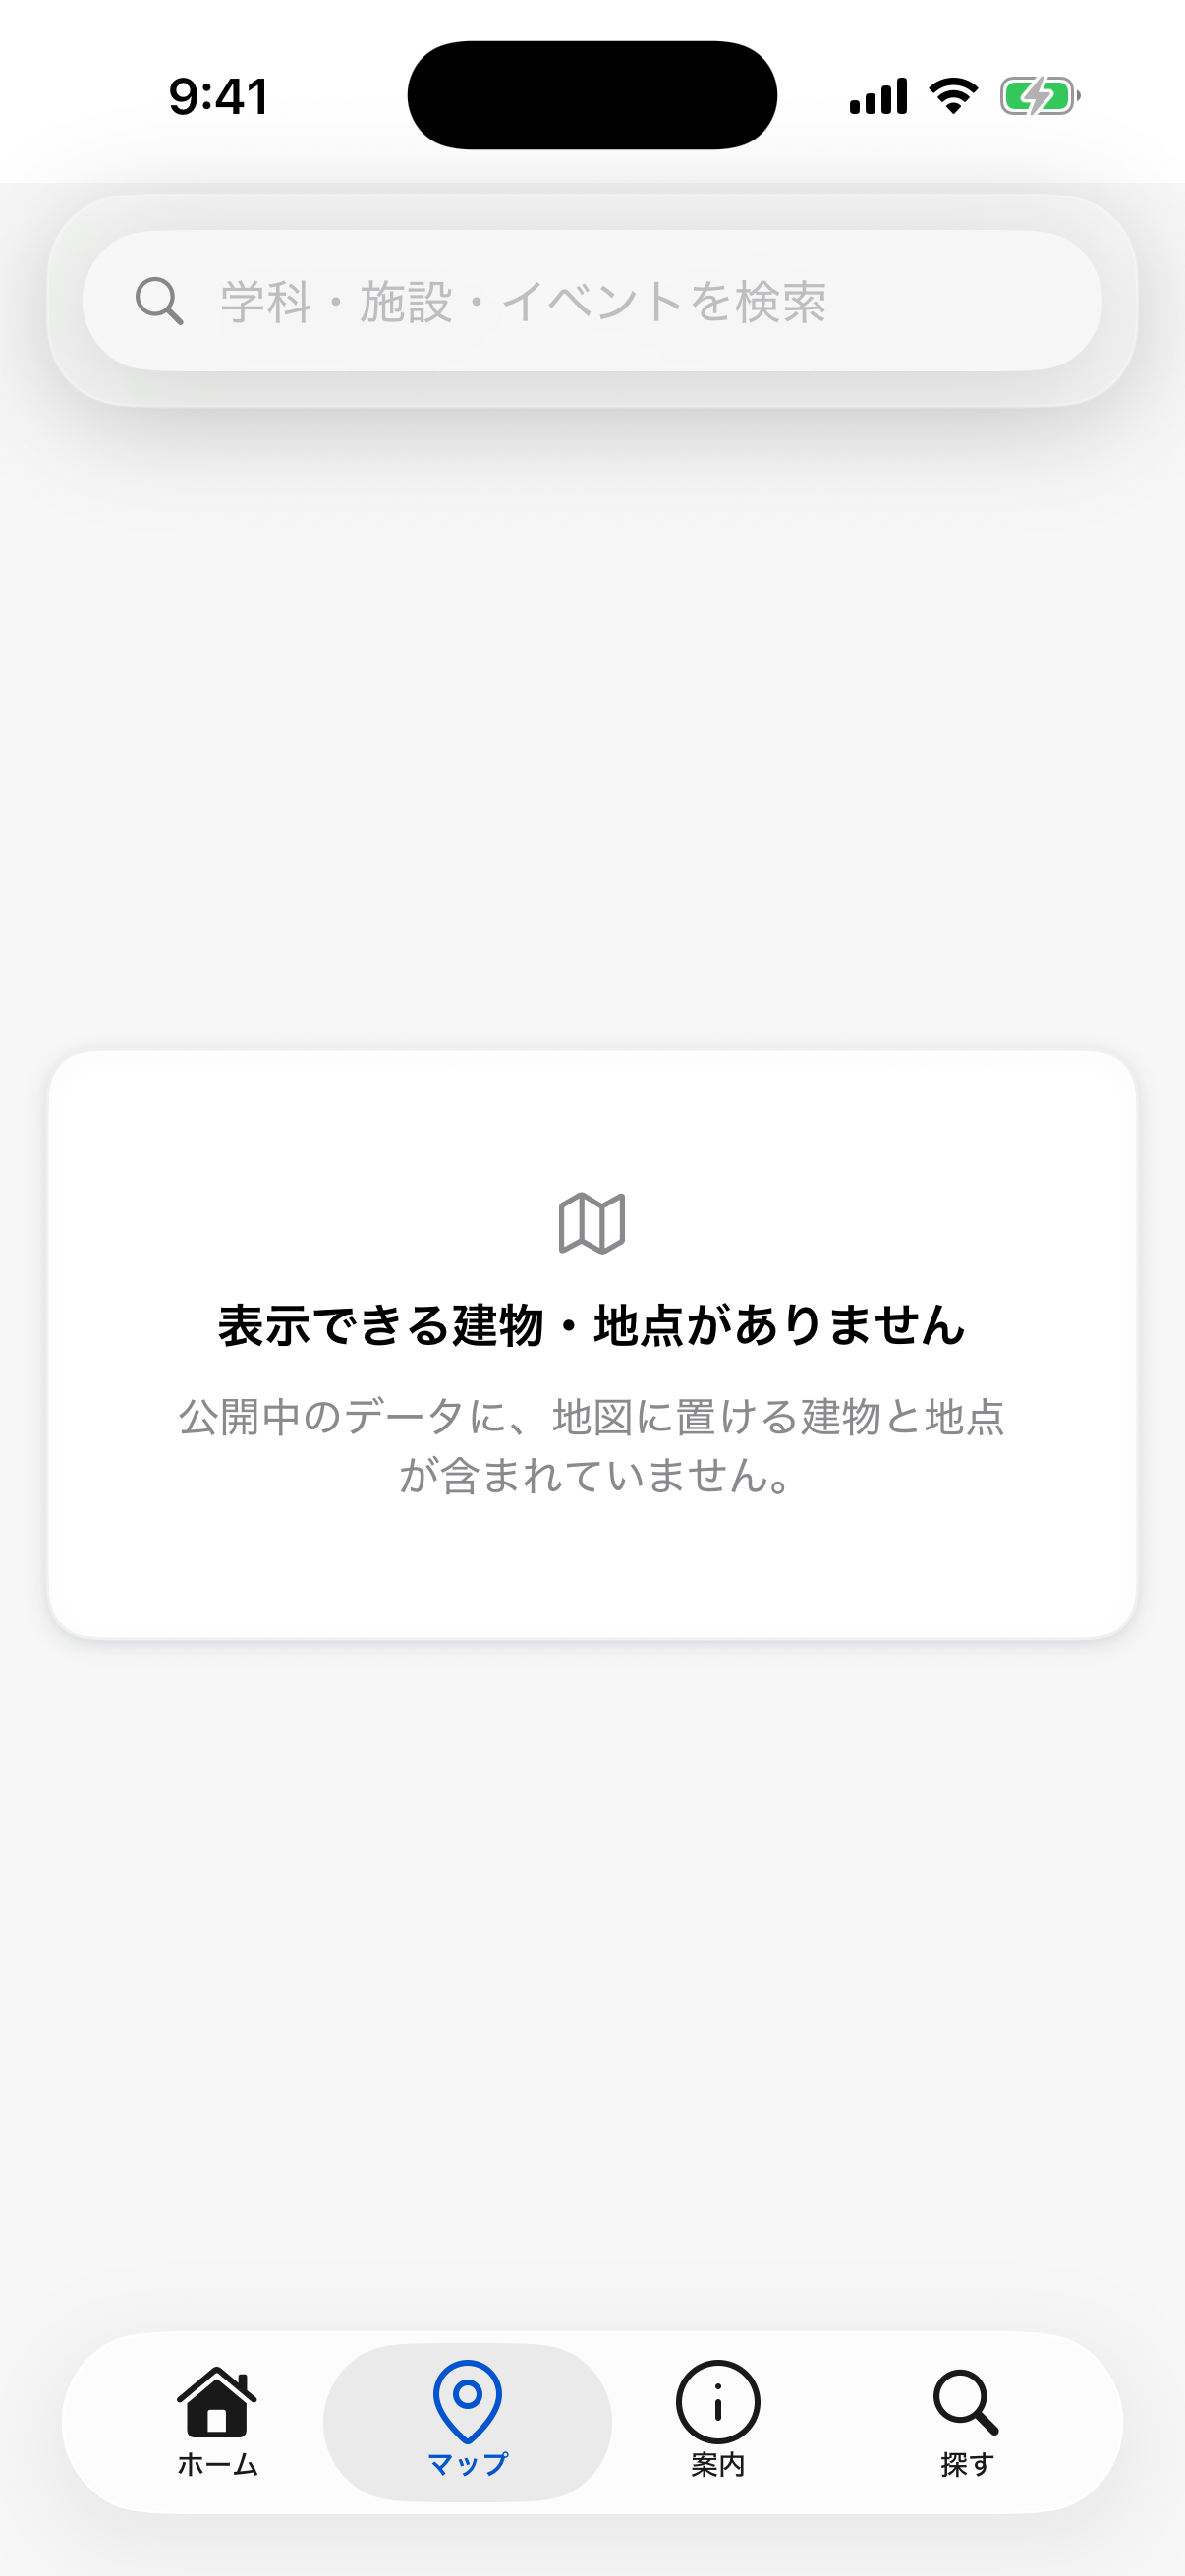 9:41
学科・施設・イベントを検索
表示できる建物・地点がありません
公開中のデータに、地図に置ける建物と地点
が含まれていません。
ホーム
マップ
案内
探す